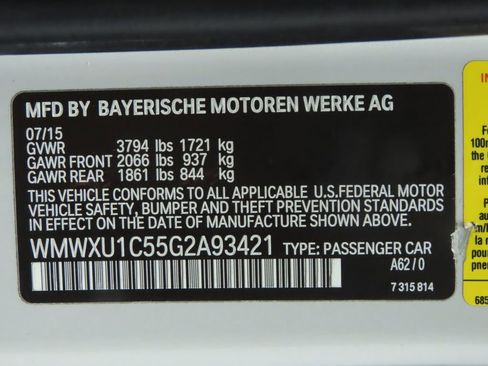 MFD BY BAYERISCHE MOTOREN WERKE AG
07/15
GVWR 3794 lbs 1721 kg
GAWR FRONT 2066 lbs 937 kg
GAWR REAR 1861 lbs 844 kg
THIS VEHICLE CONFORMS TO ALL APPLICABLE U.S.FEDERAL MOTOR
VEHICLE SAFETY, BUMPER AND THEFT PREVENTION STANDARDS
IN EFFECT ON THE DATE OF MANUFACTURE SHOWN ABOVE.
WMWXU1C55G2A93421 TYPE: PASSENGER CAR
A62/0
7 315 814
100m
685